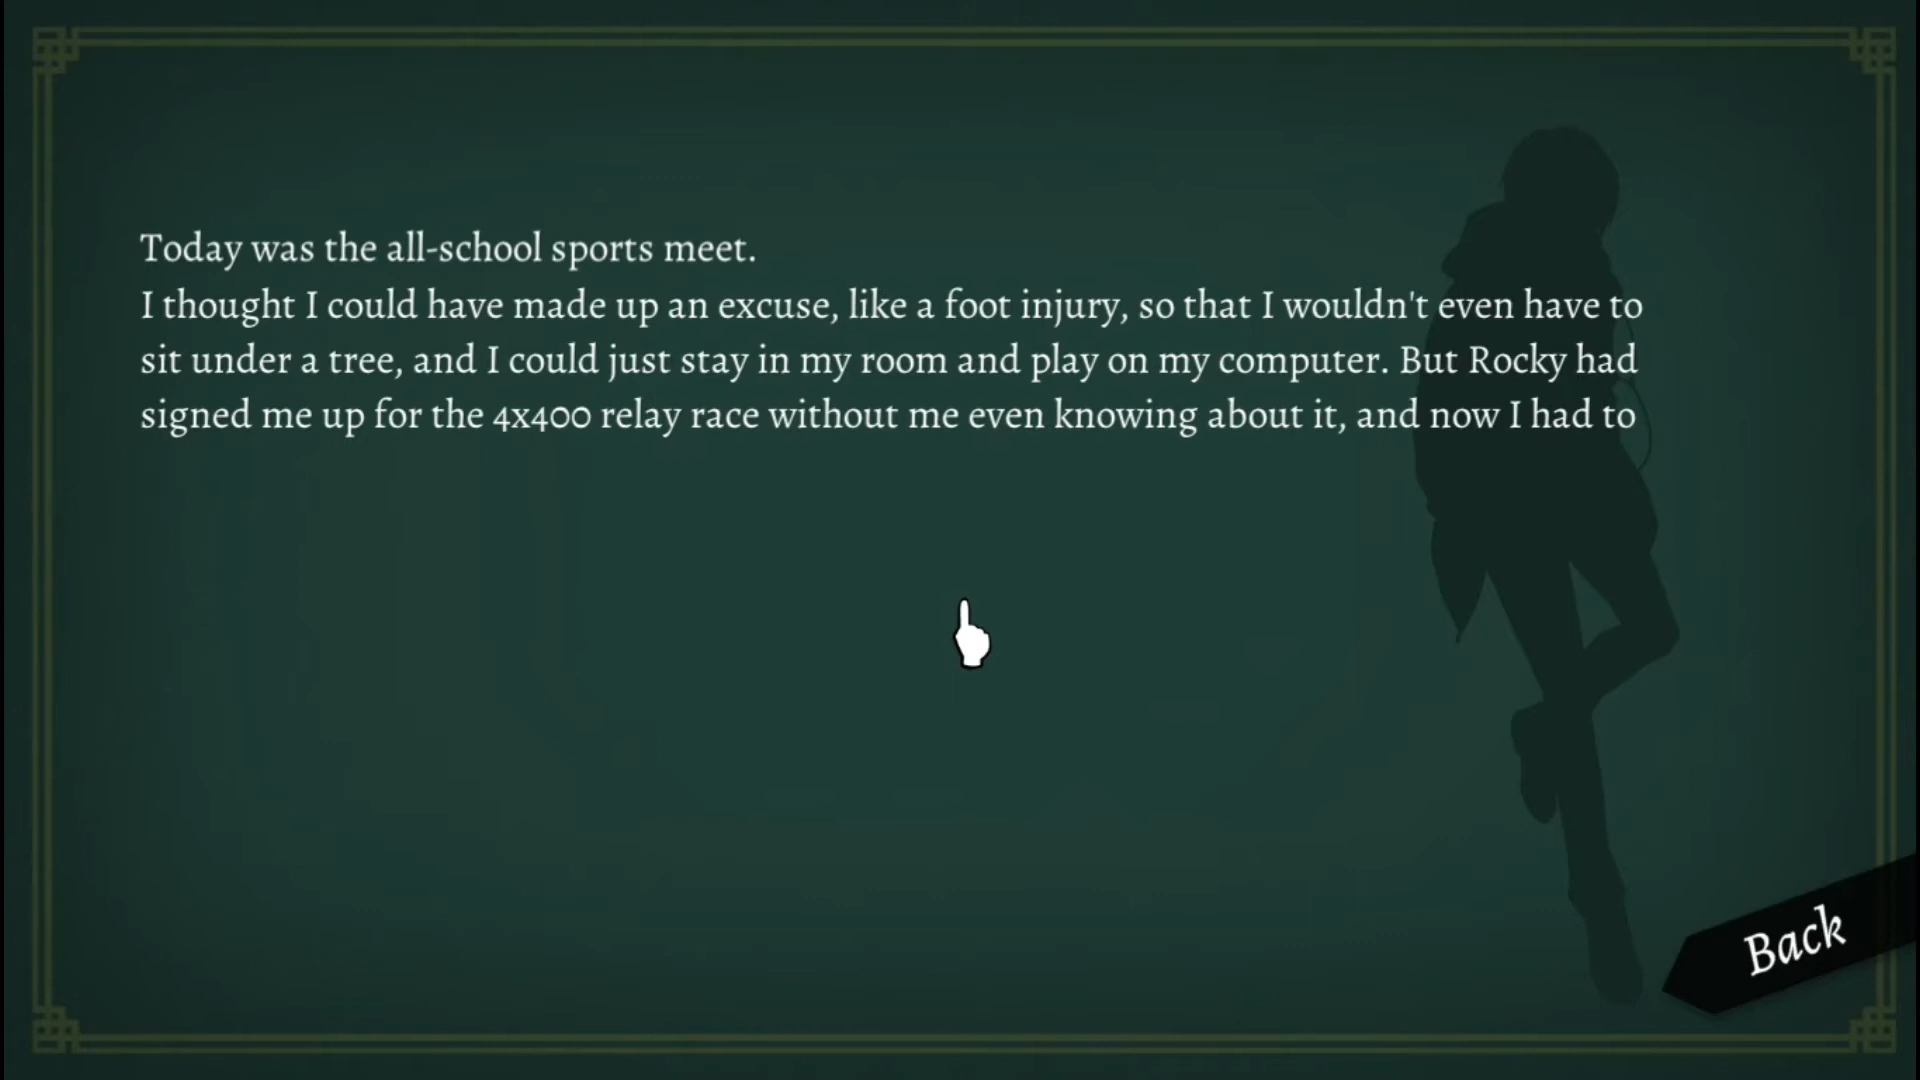 Today was the all-school sports meet.
I thought I could have made up an excuse, like a foot injury, so that I wouldn't even have to
sit under a tree, and I could just stay in my room and play on my computer. But Rocky had
signed me up for the 4x400 relay race without me even knowing about it, and now I had to
Back